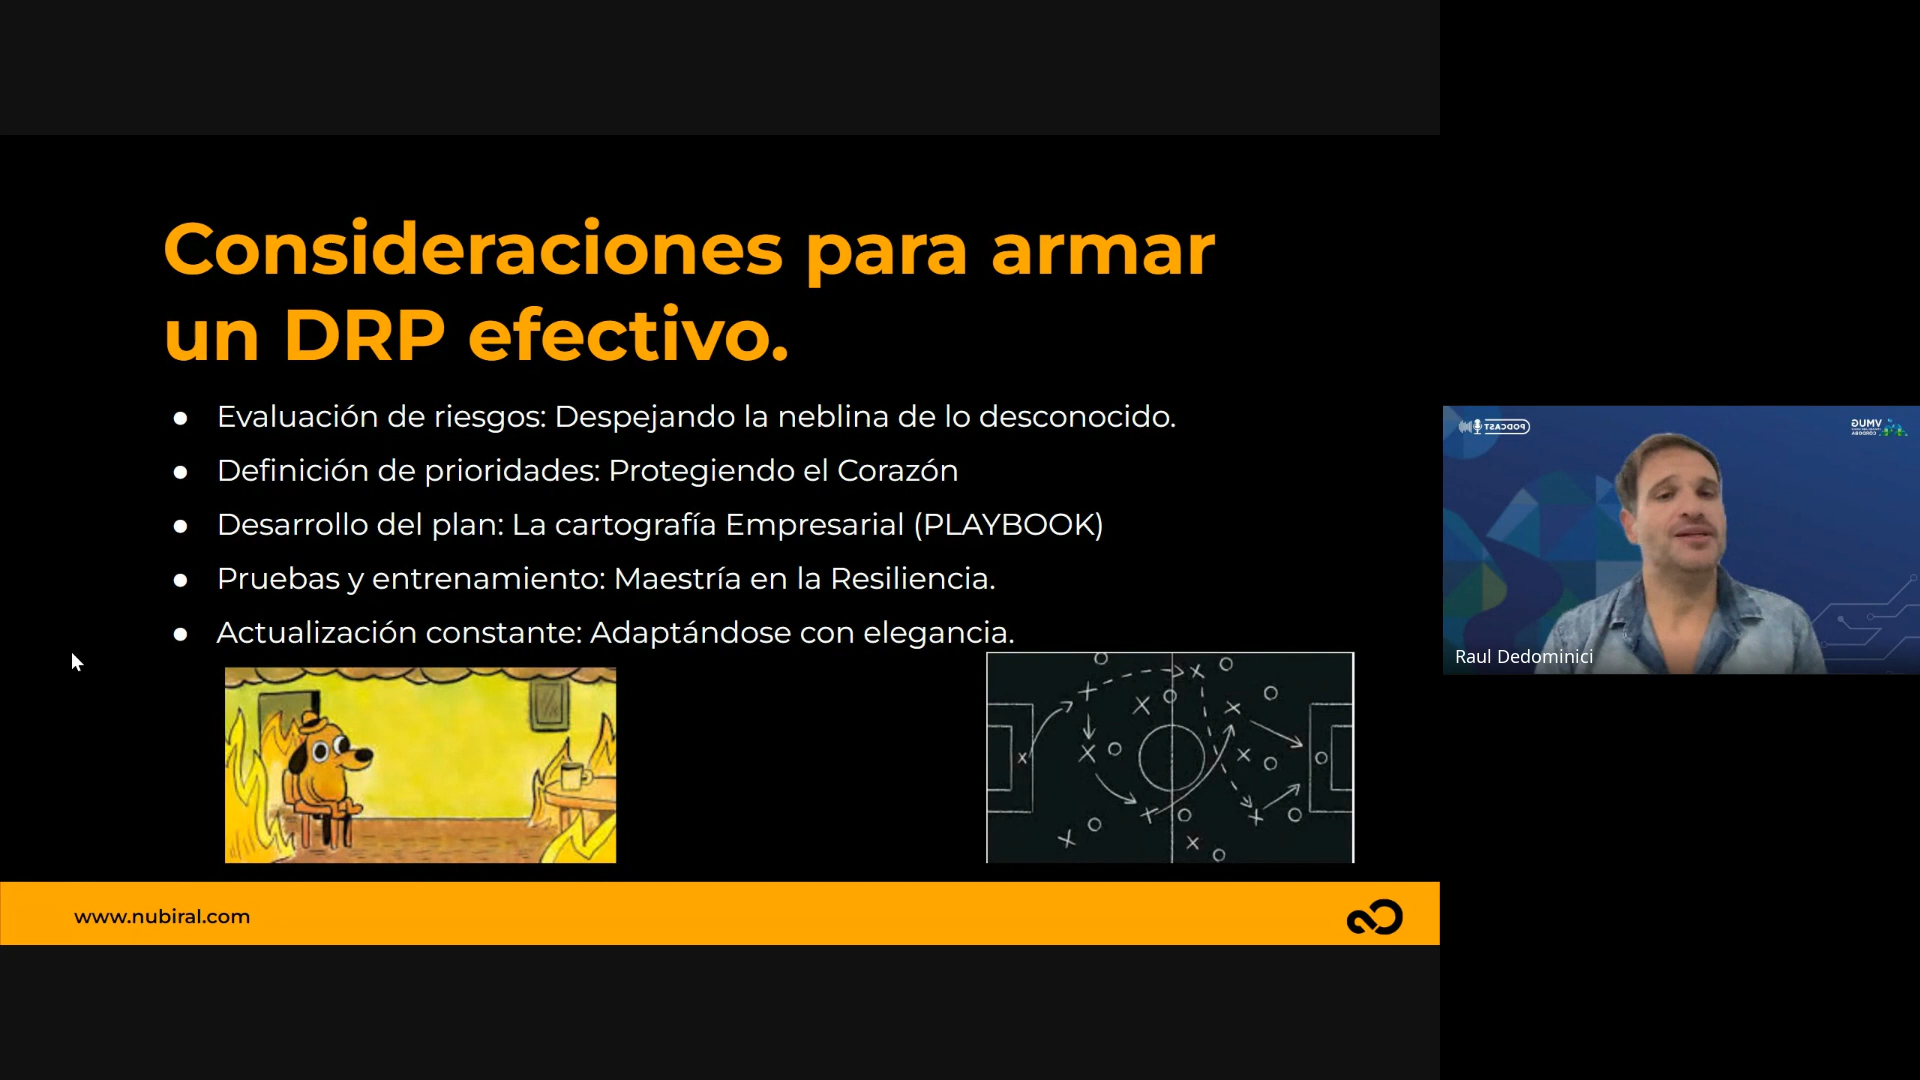 Consideraciones para armar
un DRP efectivo.
● Evaluación de riesgos: Despejando la neblina de lo desconocido.
● Definición de prioridades: Protegiendo el Corazón
● Desarrollo del plan: La cartografía Empresarial (PLAYBOOK)
● Pruebas y entrenamiento: Maestría en la Resiliencia.
● Actualización constante: Adaptándose con elegancia.
www.nubiral.com
PODCAST
VMUG
CÓRDOBA
Raul Dedominici